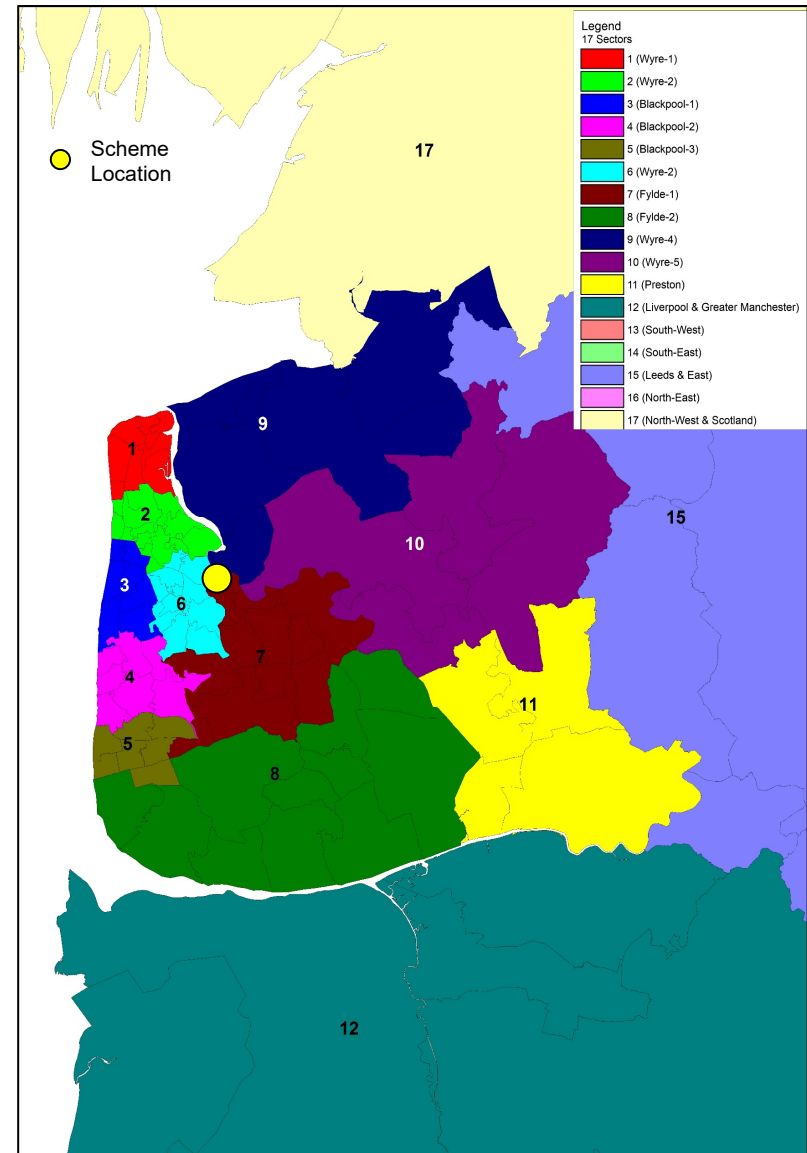 Legend
17 Sectors
1 (Wyre-1)
2 (Wyre-2)
3 (Blackpool-1)
4 (Blackpool-2)
5 (Blackpool-3)
6 (Wyre-2)
7 (Fylde-1)
8 (Fylde-2)
9 (Wyre-4)
10 (Wyre-5)
11 (Preston)
12 (Liverpool & Greater Manchester)
13 (South-West)
14 (South-East)
15 (Leeds & East)
16 (North-East)
17 (North-West & Scotland)
Scheme
Location
17
9
1
2
15
10
3
6
7
4
11
5
8
12